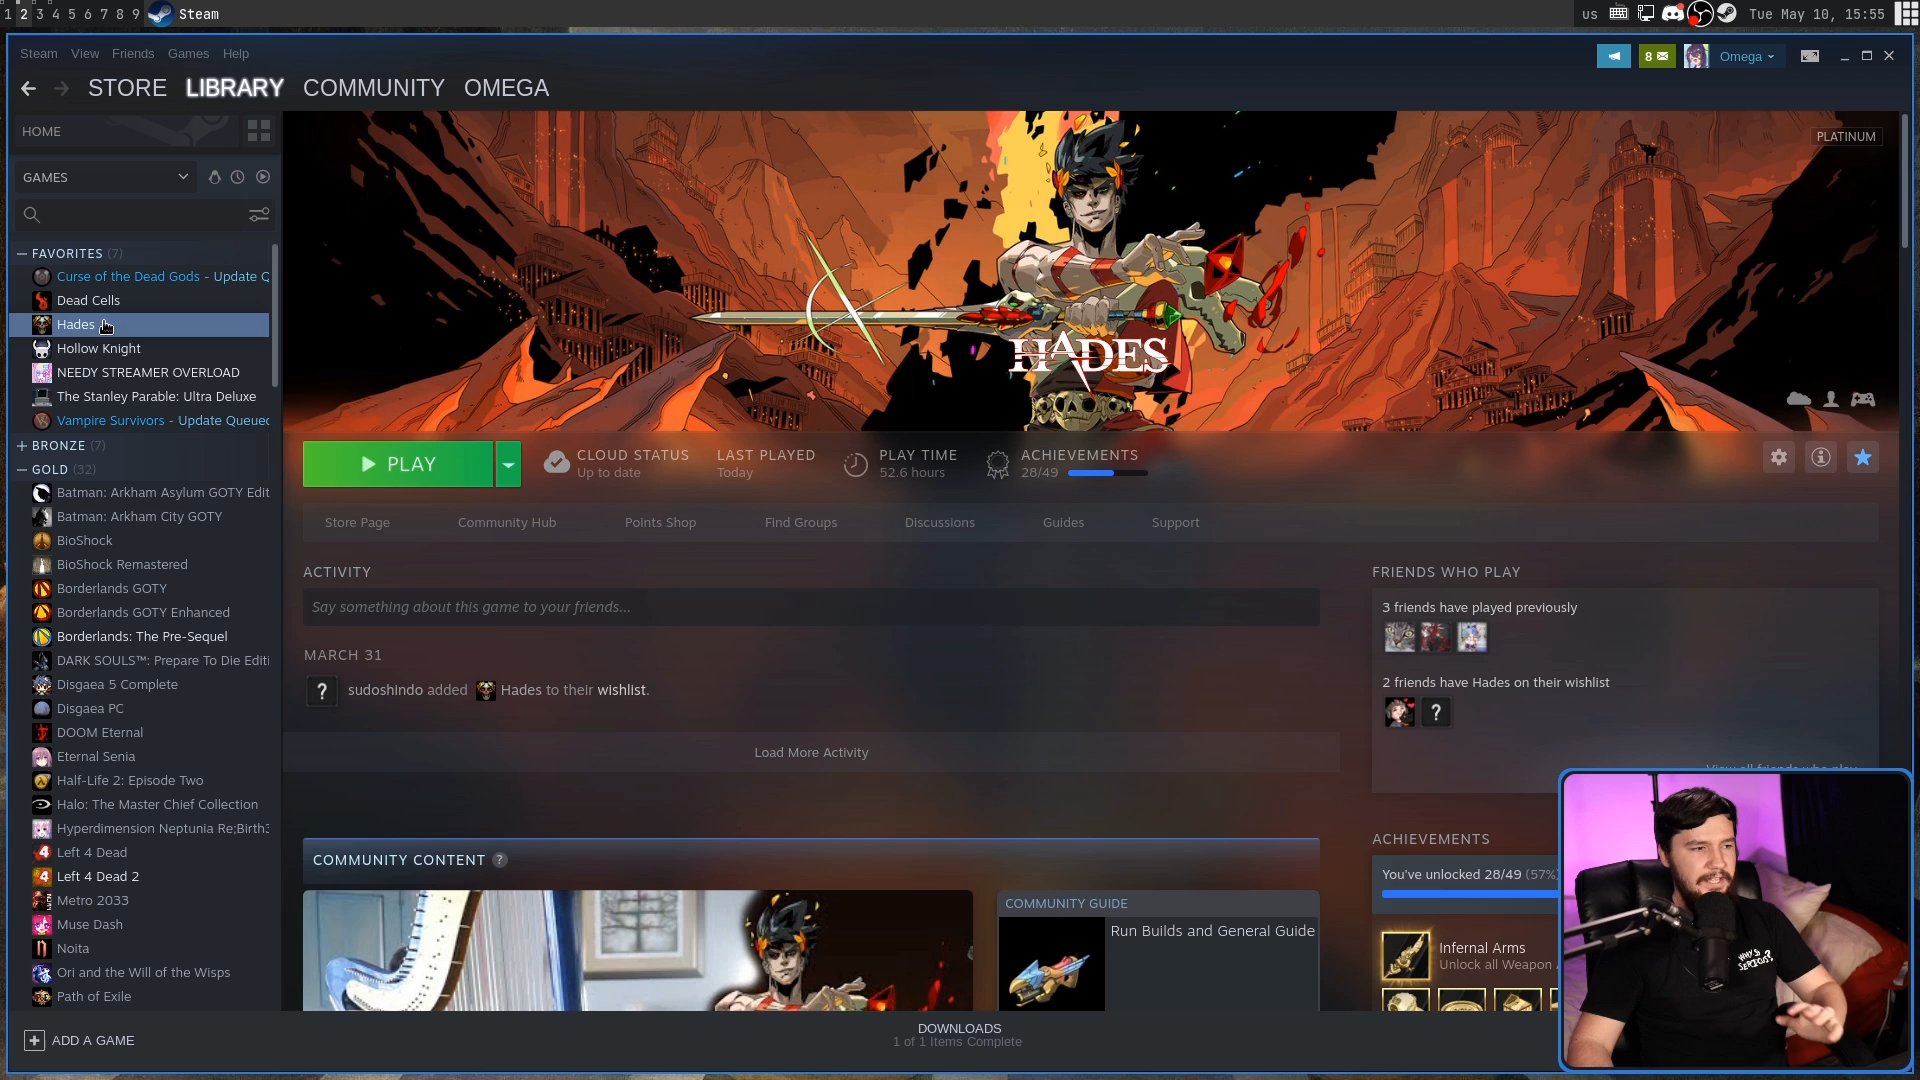 1 2 3 4 5 6 7 8 9 Steam
us Tue May 10, 15:55
Steam View Friends Games Help
8 Omega
STORE LIBRARY COMMUNITY OMEGA
HOME
GAMES
FAVORITES (7)
Curse of the Dead Gods - Update Q
Dead Cells
Hades
Hollow Knight
NEEDY STREAMER OVERLOAD
The Stanley Parable: Ultra Deluxe
Vampire Survivors - Update Queued
BRONZE (7)
GOLD (32)
Batman: Arkham Asylum GOTY Edit
Batman: Arkham City GOTY
BioShock
BioShock Remastered
Borderlands GOTY
Borderlands GOTY Enhanced
Borderlands: The Pre-Sequel
DARK SOULS™: Prepare To Die Editi
Disgaea 5 Complete
Disgaea PC
DOOM Eternal
Eternal Senia
Half-Life 2: Episode Two
Halo: The Master Chief Collection
Hyperdimension Neptunia Re;Birth3
Left 4 Dead
Left 4 Dead 2
Metro 2033
Muse Dash
Noita
Ori and the Will of the Wisps
Path of Exile
ADD A GAME
PLATINUM
HADES
PLAY
CLOUD STATUS
Up to date
LAST PLAYED
Today
PLAY TIME
52.6 hours
ACHIEVEMENTS
28/49
Store Page Community Hub Points Shop Find Groups Discussions Guides Support
ACTIVITY
Say something about this game to your friends...
MARCH 31
? sudoshindo added Hades to their wishlist.
Load More Activity
COMMUNITY CONTENT ?
COMMUNITY GUIDE
Run Builds and General Guide
FRIENDS WHO PLAY
3 friends have played previously
2 friends have Hades on their wishlist
?
View all friends who play
ACHIEVEMENTS
You've unlocked 28/49 (57%
Infernal Arms
Unlock all Weapon
WHY SO SERIOUS?
DOWNLOADS
1 of 1 Items Complete